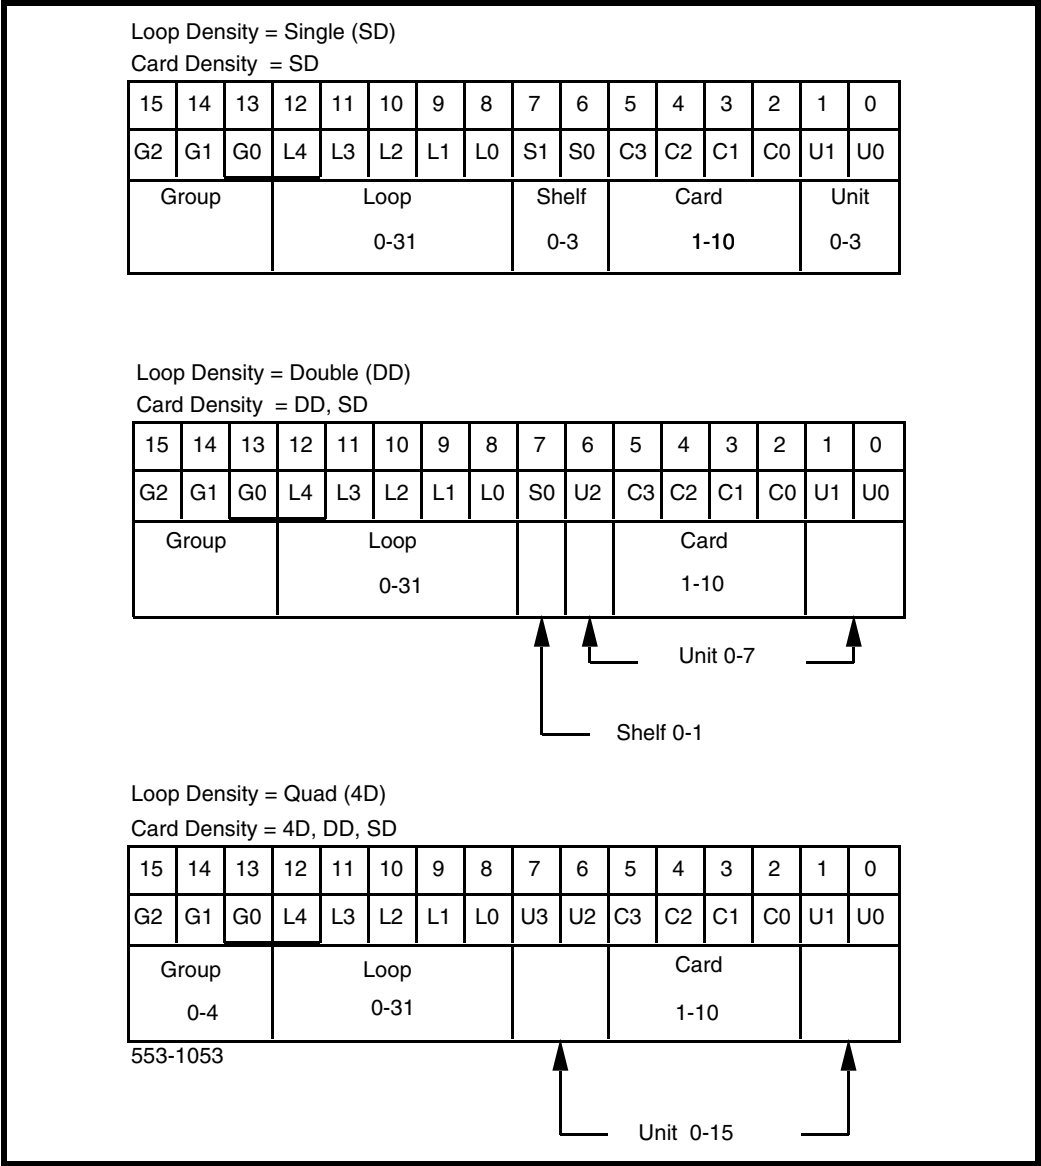 Loop Density = Single (SD)
Card Density = SD
15 14 13 12 11 10 9 8 7 6 5 4 3 2 1 0
G2 G1 G0 L4 L3 L2 L1 L0 S1 S0 C3 C2 C1 C0 U1 U0
Group Loop Shelf Card Unit
0-31 0-3 1-10 0-3
Loop Density = Double (DD)
Card Density = DD, SD
15 14 13 12 11 10 9 8 7 6 5 4 3 2 1 0
G2 G1 G0 L4 L3 L2 L1 L0 S0 U2 C3 C2 C1 C0 U1 U0
Group Loop Card
0-31 1-10
Unit 0-7
Shelf 0-1
Loop Density = Quad (4D)
Card Density = 4D, DD, SD
15 14 13 12 11 10 9 8 7 6 5 4 3 2 1 0
G2 G1 G0 L4 L3 L2 L1 L0 U3 U2 C3 C2 C1 C0 U1 U0
Group Loop Card
0-4 0-31 1-10
553-1053
Unit 0-15